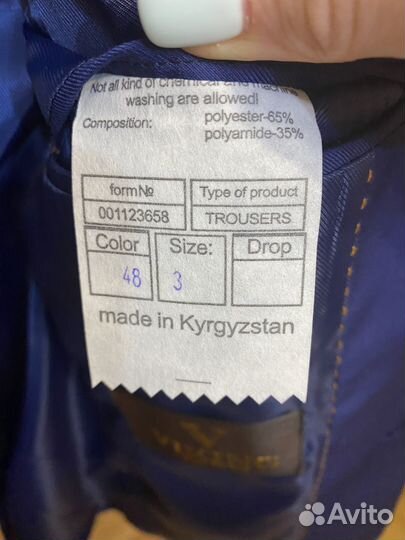 Not all kind of chemical and machine
washing are allowed!
Composition: polyester-65%
polyamide-35%
form№ Type of product
001123658 TROUSERS
Color Size: Drop
48 3
made in Kyrgyzstan
Avito